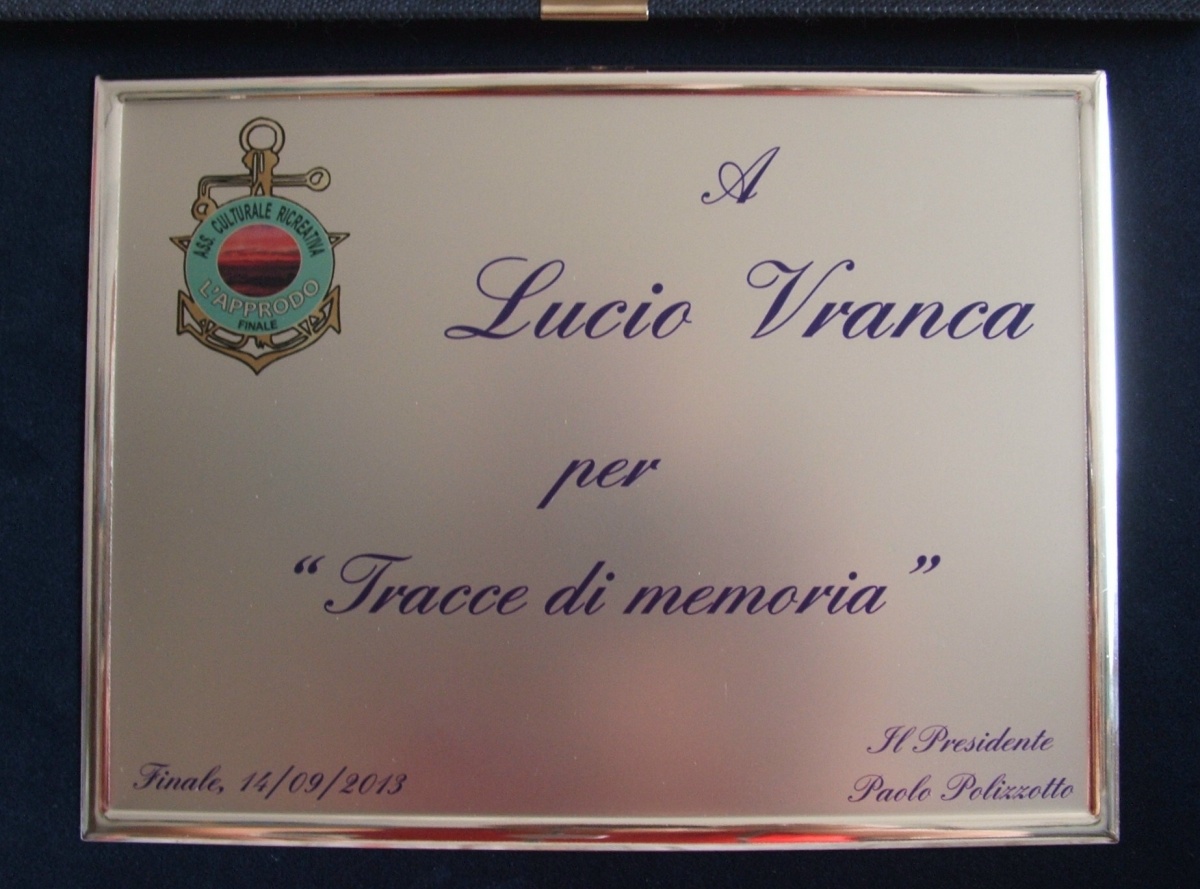 ASS. CULTURALE RICREATIVA
L'APPRODO
FINALE
A
Lucio Vranca
per
“Tracce di memoria”
Finale, 14/09/2013
Il Presidente
Paolo Polizzotto